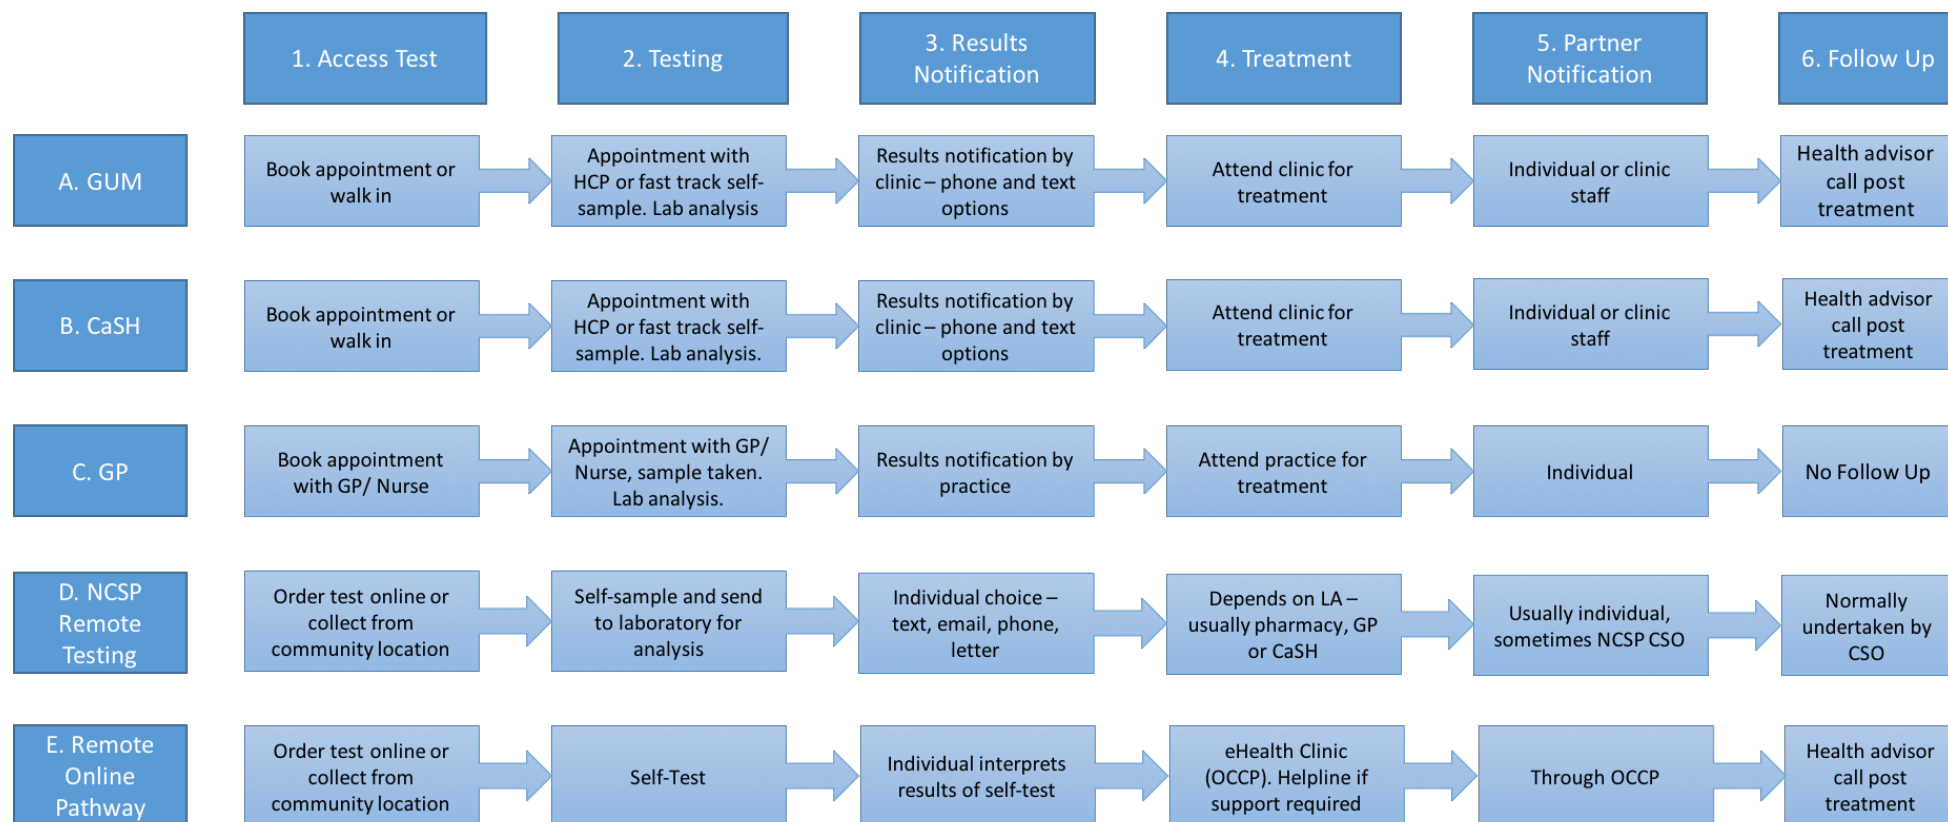 1. Access Test
2. Testing
3. Results
Notification
4. Treatment
5. Partner
Notification
6. Follow Up
A. GUM
Book appointment or
walk in
Appointment with
HCP or fast track self-
sample. Lab analysis
Results notification by
clinic – phone and text
options
Attend clinic for
treatment
Individual or clinic
staff
Health advisor
call post
treatment
B. CaSH
Book appointment or
walk in
Appointment with
HCP or fast track self-
sample. Lab analysis.
Results notification by
clinic – phone and text
options
Attend clinic for
treatment
Individual or clinic
staff
Health advisor
call post
treatment
C. GP
Book appointment
with GP/ Nurse
Appointment with GP/
Nurse, sample taken.
Lab analysis.
Results notification by
practice
Attend practice for
treatment
Individual
No Follow Up
D. NCSP
Remote
Testing
Order test online or
collect from
community location
Self-sample and send
to laboratory for
analysis
Individual choice –
text, email, phone,
letter
Depends on LA –
usually pharmacy, GP
or CaSH
Usually individual,
sometimes NCSP CSO
Normally
undertaken by
CSO
E. Remote
Online
Pathway
Order test online or
collect from
community location
Self-Test
Individual interprets
results of self-test
eHealth Clinic
(OCCP). Helpline if
support required
Through OCCP
Health advisor
call post
treatment